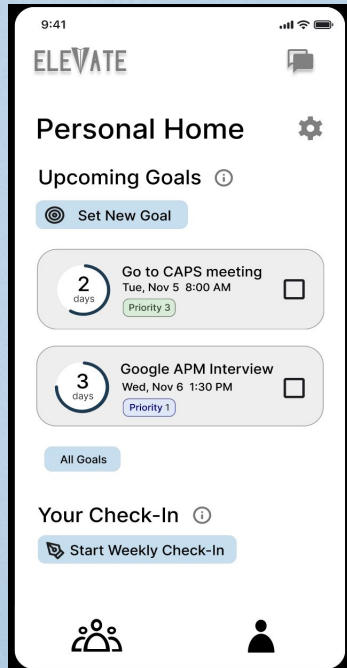 9:41
ELEVATE
Personal Home
Upcoming Goals
Set New Goal
2
days
Go to CAPS meeting
Tue, Nov 5 8:00 AM
Priority 3
3
days
Google APM Interview
Wed, Nov 6 1:30 PM
Priority 1
All Goals
Your Check-In
Start Weekly Check-In